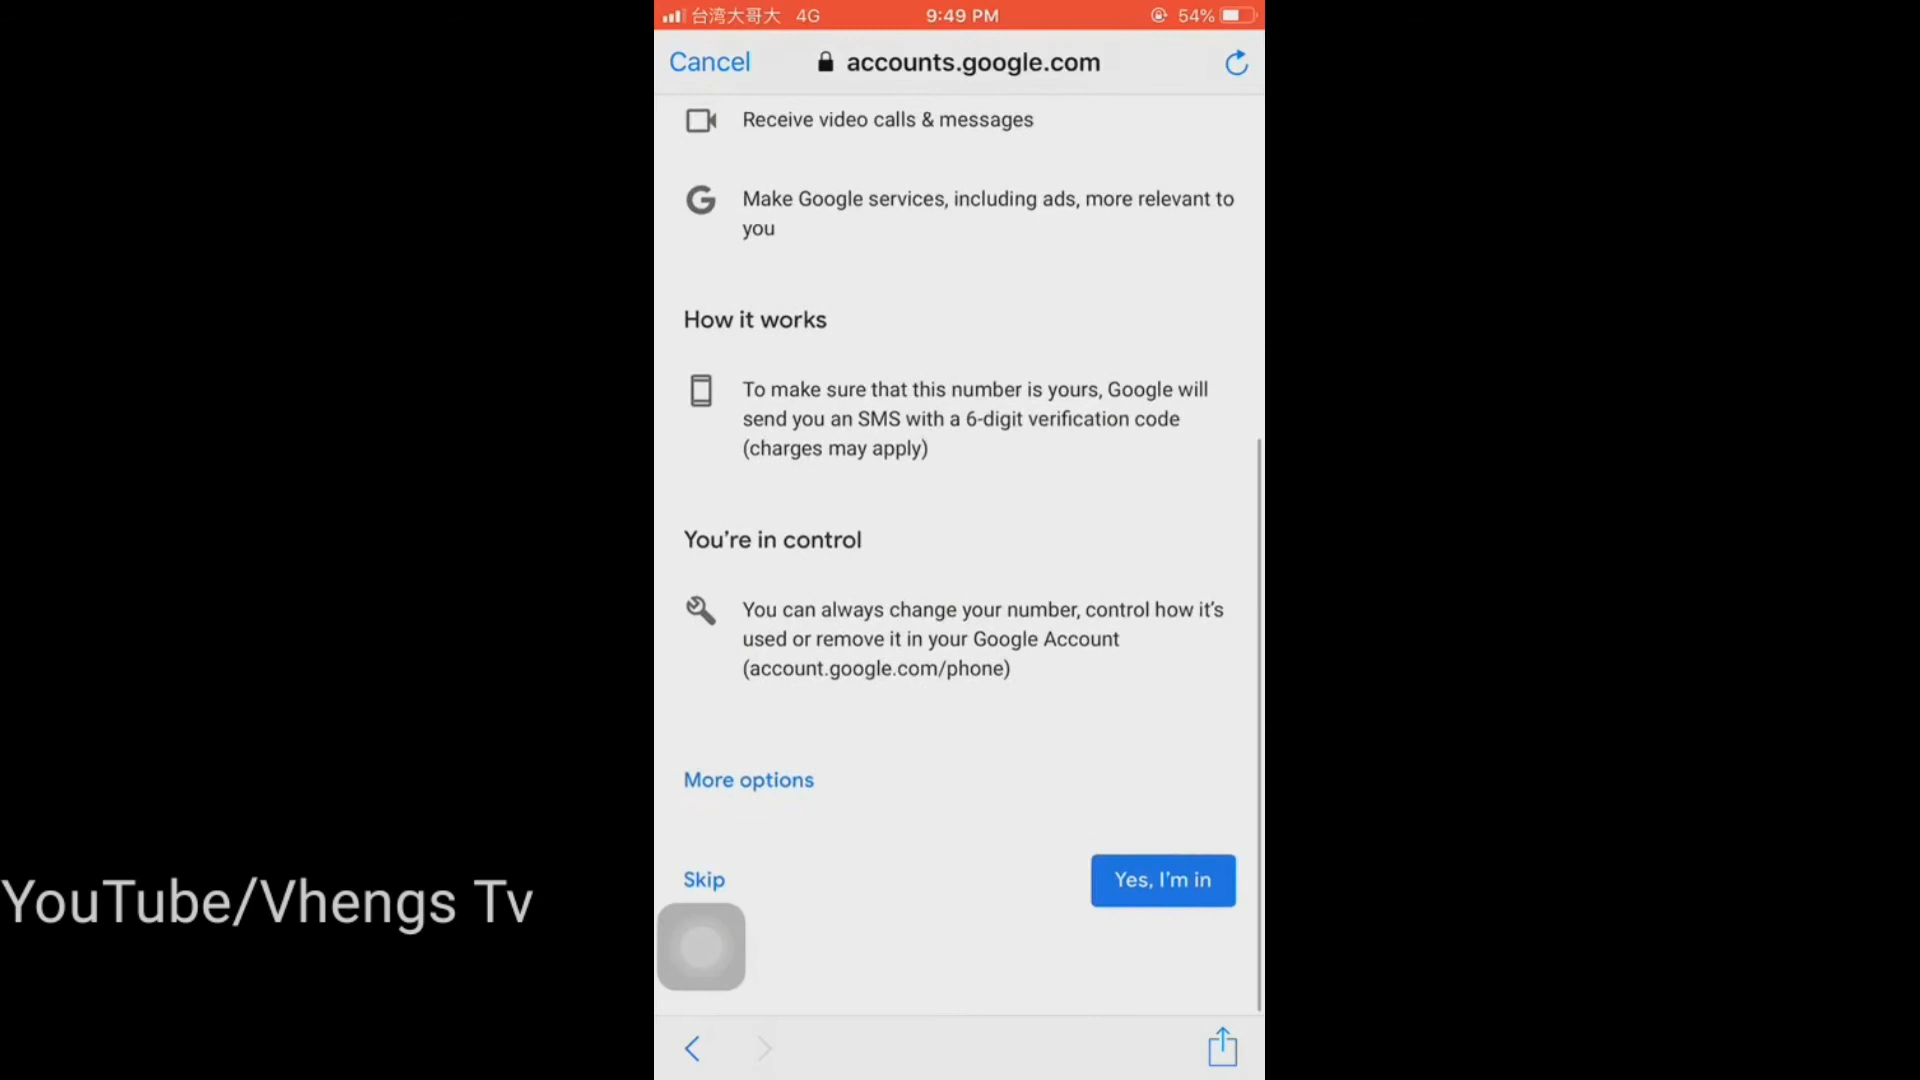 台湾大哥大 4G 9:49 PM 54%
Cancel accounts.google.com
Receive video calls & messages
Make Google services, including ads, more relevant to
you
How it works
To make sure that this number is yours, Google will
send you an SMS with a 6-digit verification code
(charges may apply)
You're in control
You can always change your number, control how it's
used or remove it in your Google Account
(account.google.com/phone)
More options
Skip Yes, I'm in
YouTube/Vhengs Tv